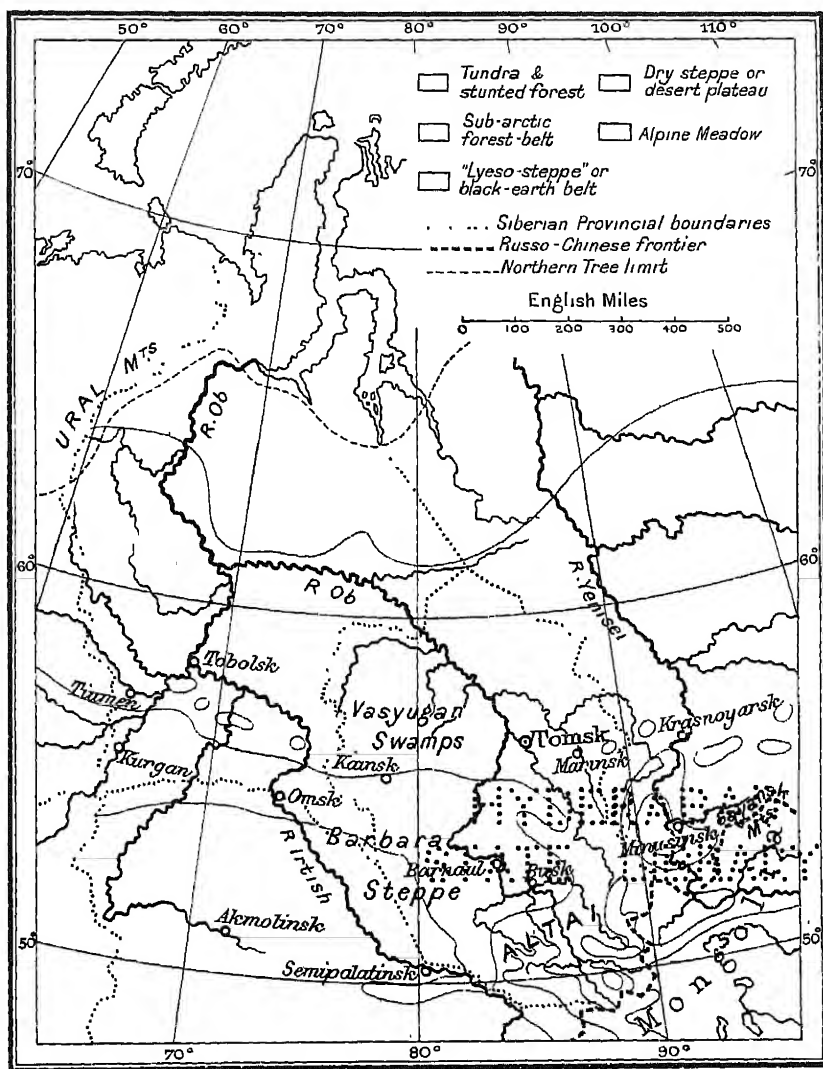 50° 60° 70° 80° 90° 100° 110°
Tundra & stunted forest
Dry steppe or desert plateau
Sub-arctic forest-belt
Alpine Meadow
"Lyeso-steppe" or black-earth belt
Siberian Provincial boundaries
Russo-Chinese frontier
Northern Tree limit
English Miles
0 100 200 300 400 500
70° 70°
URAL MTS
R. Ob
60° 60°
R Ob
R. Yenisei
Tobolsk
Tiumen
Vasyugan Swamps
Krasnoyarsk
Tomsk
Marinsk
Kurgan
Kainsk
Omsk
Barbara Steppe
R Irtish
Minusinsk
Sayansk Mts
Barnaul
Biisk
Akmolinsk
ALTAI
50° 50°
Semipalatinsk
70° 80° 90°